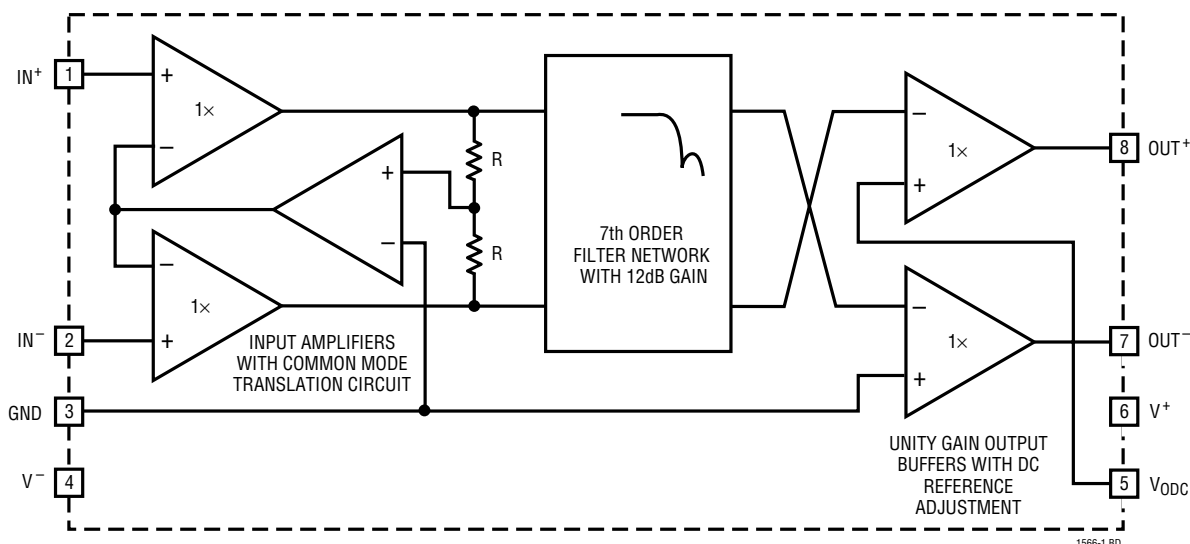 IN+
1
+
1×
−
R
+
−
R
−
1×
+
IN−
2
INPUT AMPLIFIERS
WITH COMMON MODE
TRANSLATION CIRCUIT
GND
3
V−
4
7th ORDER
FILTER NETWORK
WITH 12dB GAIN
−
1×
+
8
OUT+
−
1×
+
7
OUT−
6
V+
UNITY GAIN OUTPUT
BUFFERS WITH DC
REFERENCE
ADJUSTMENT
5
VODC
1566-1 BD